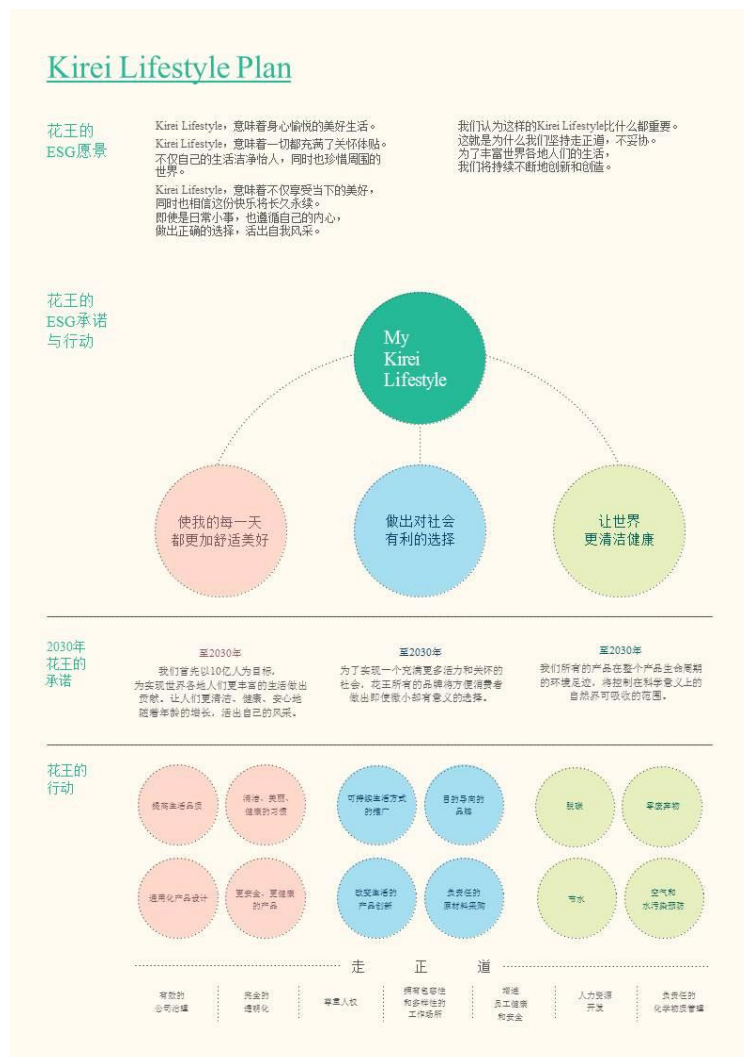 Kirei Lifestyle Plan
花王的
ESG愿景
Kirei Lifestyle，意味着身心愉悦的美好生活。
Kirei Lifestyle，意味着一切都充满了关怀体贴。
不仅自己的生活洁净怡人，同时也珍惜周围的
世界。
Kirei Lifestyle，意味着不仅享受当下的美好，
同时也相信这份快乐将长久永续。
即使是日常小事，也遵循自己的内心，
做出正确的选择，活出自我风采。
我们认为这样的Kirei Lifestyle比什么都重要。
这就是为什么我们坚持走正道，不妥协。
为了丰富世界各地人们的生活，
我们将持续不断地创新和创造。
花王的
ESG承诺
与行动
My
Kirei
Lifestyle
使我的每一天
都更加舒适美好
做出对社会
有利的选择
让世界
更清洁健康
2030年
花王的
承诺
至2030年
我们首先以10亿人为目标，
为实现世界各地人们更丰富的生活做出
贡献。让人们更清洁、健康、安心地
随着年龄的增长，活出自己的风采。
至2030年
为了实现一个充满更多活力和关怀的
社会，花王所有的品牌将方便消费者
做出即使微小却有意义的选择。
至2030年
我们所有的产品在整个产品生命周期
的环境足迹，将控制在科学意义上的
自然界可吸收的范围。
花王的
行动
提高生活品质
清洁、美丽、
健康的习惯
可持续生活方式
的推广
目的导向的
品牌
脱碳
零废弃物
通用化产品设计
更安全、更健康
的产品
改变生活的
产品创新
负责任的
原材料采购
节水
空气和
水污染预防
走 正 道
有效的
公司治理
完全的
透明化
尊重人权
拥有包容性
和多样性的
工作场所
增进
员工健康
和安全
人力资源
开发
负责任的
化学物质管理